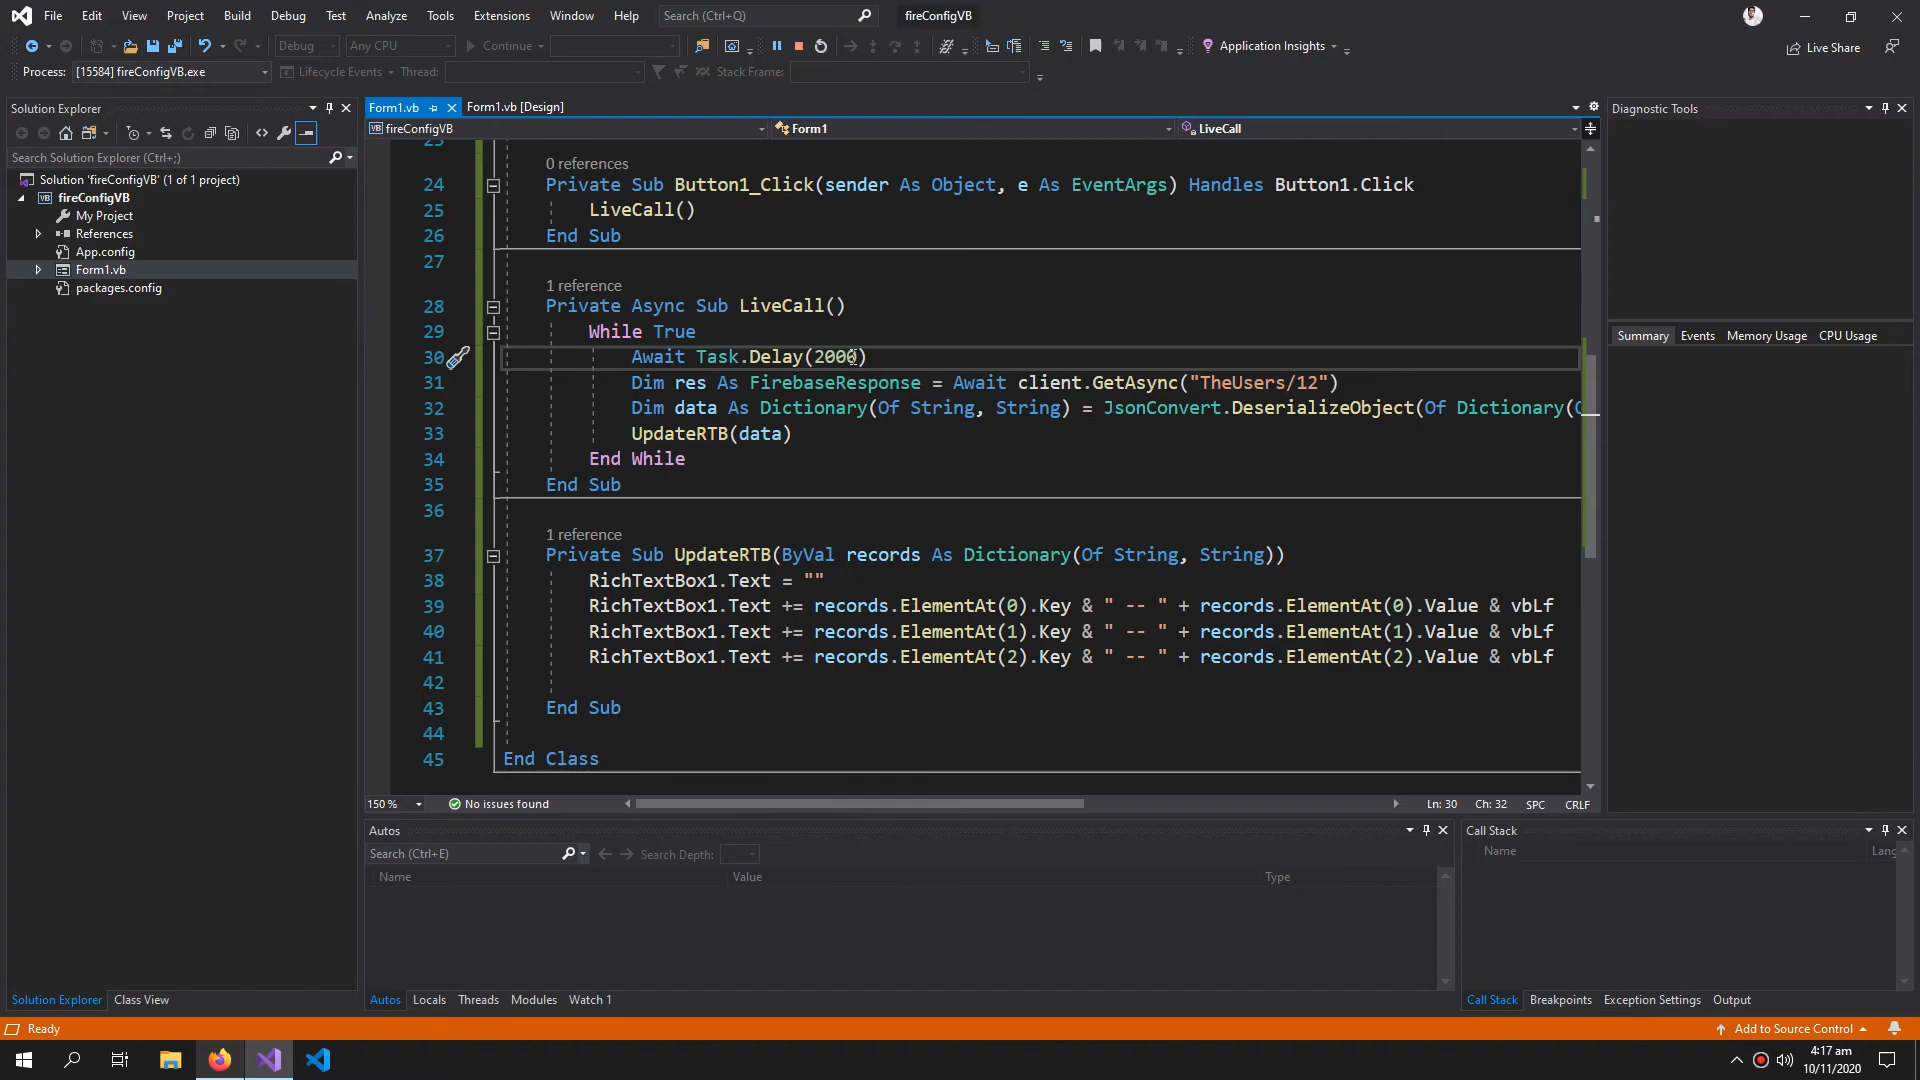 File Edit View Project Build Debug Test Analyze Tools Extensions Window Help Search (Ctrl+Q) fireConfigVB
Debug Any CPU Continue Application Insights Live Share
Process: [15584] fireConfigVB.exe Lifecycle Events Thread: Stack Frame:
Solution Explorer
Search Solution Explorer (Ctrl+;)
Solution 'fireConfigVB' (1 of 1 project)
fireConfigVB
My Project
References
App.config
Form1.vb
packages.config
Solution Explorer Class View
Form1.vb Form1.vb [Design]
fireConfigVB Form1 LiveCall
23
0 references
24 Private Sub Button1_Click(sender As Object, e As EventArgs) Handles Button1.Click
25 LiveCall()
26 End Sub
27
1 reference
28 Private Async Sub LiveCall()
29 While True
30 Await Task.Delay(2000)
31 Dim res As FirebaseResponse = Await client.GetAsync("TheUsers/12")
32 Dim data As Dictionary(Of String, String) = JsonConvert.DeserializeObject(Of Dictionary(
33 UpdateRTB(data)
34 End While
35 End Sub
36
1 reference
37 Private Sub UpdateRTB(ByVal records As Dictionary(Of String, String))
38 RichTextBox1.Text = ""
39 RichTextBox1.Text += records.ElementAt(0).Key & " -- " + records.ElementAt(0).Value & vbLf
40 RichTextBox1.Text += records.ElementAt(1).Key & " -- " + records.ElementAt(1).Value & vbLf
41 RichTextBox1.Text += records.ElementAt(2).Key & " -- " + records.ElementAt(2).Value & vbLf
42
43 End Sub
44
45 End Class
150 % No issues found Ln: 30 Ch: 32 SPC CRLF
Autos
Search (Ctrl+E) Search Depth:
Name Value Type
Autos Locals Threads Modules Watch 1
Diagnostic Tools
Summary Events Memory Usage CPU Usage
Call Stack
Name Lang
Call Stack Breakpoints Exception Settings Output
Ready Add to Source Control
4:17 am
10/11/2020